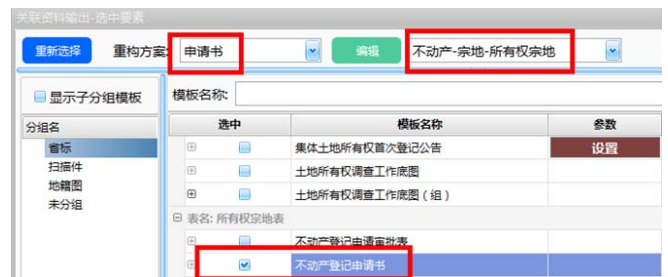 关联资料输出-选中要素
重新选择 重构方案: 申请书 编辑 不动产-宗地-所有权宗地
显示子分组模板 模板名称:
分组名 选中 模板名称 参数
省标 集体土地所有权首次登记公告 设置
扫描件 土地所有权调查工作底图
地籍图 土地所有权调查工作底图（组）
未分组
表名: 所有权宗地表
不动产登记申请审批表
不动产登记申请书